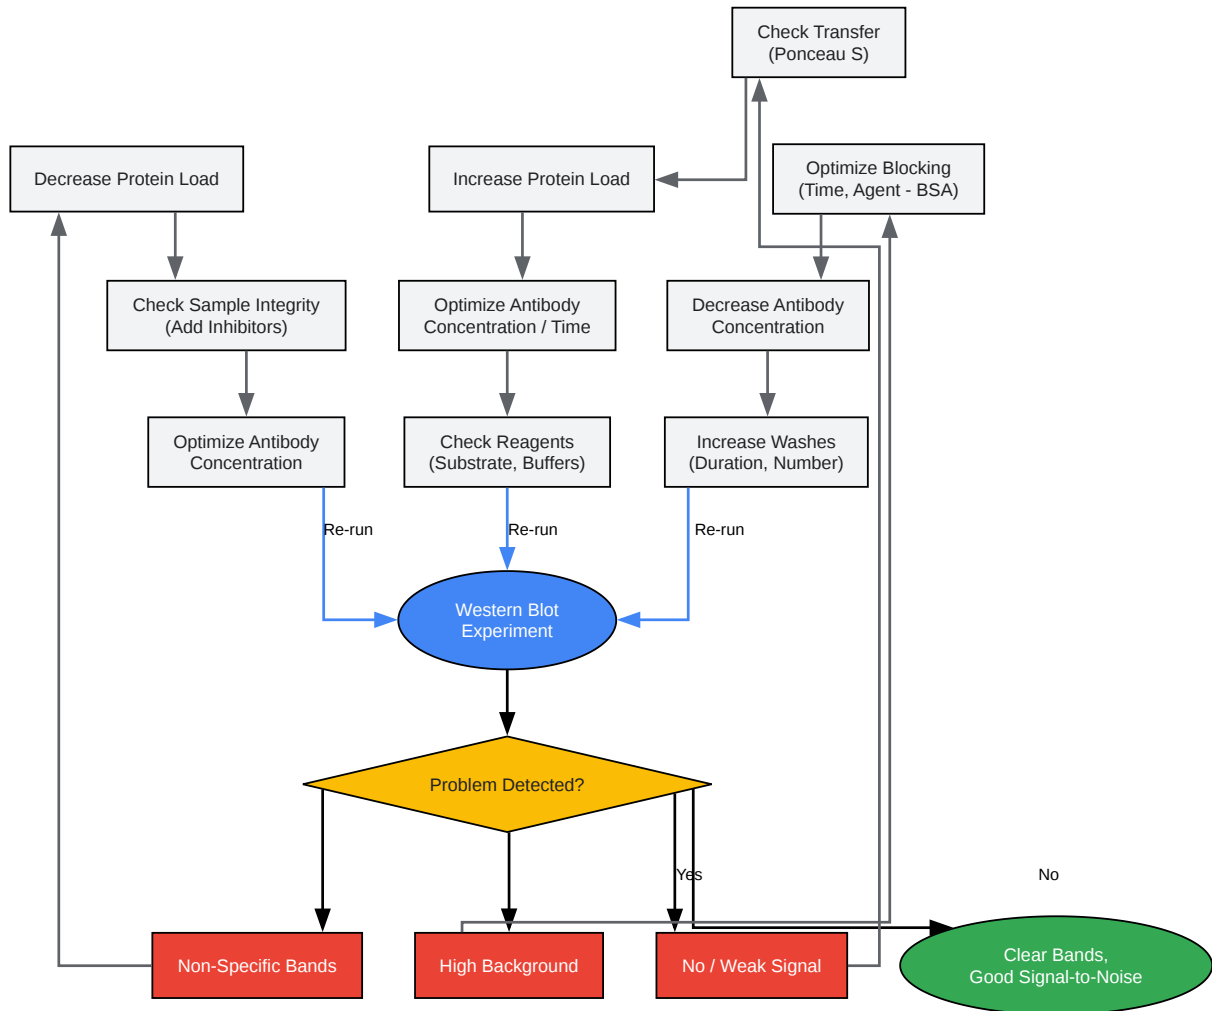 Check Transfer
(Ponceau S)
Decrease Protein Load
Increase Protein Load
Optimize Blocking
(Time, Agent - BSA)
Check Sample Integrity
(Add Inhibitors)
Optimize Antibody
Concentration / Time
Decrease Antibody
Concentration
Optimize Antibody
Concentration
Check Reagents
(Substrate, Buffers)
Increase Washes
(Duration, Number)
Re-run
Re-run
Re-run
Western Blot
Experiment
Problem Detected?
Yes
No
Non-Specific Bands
High Background
No / Weak Signal
Clear Bands,
Good Signal-to-Noise